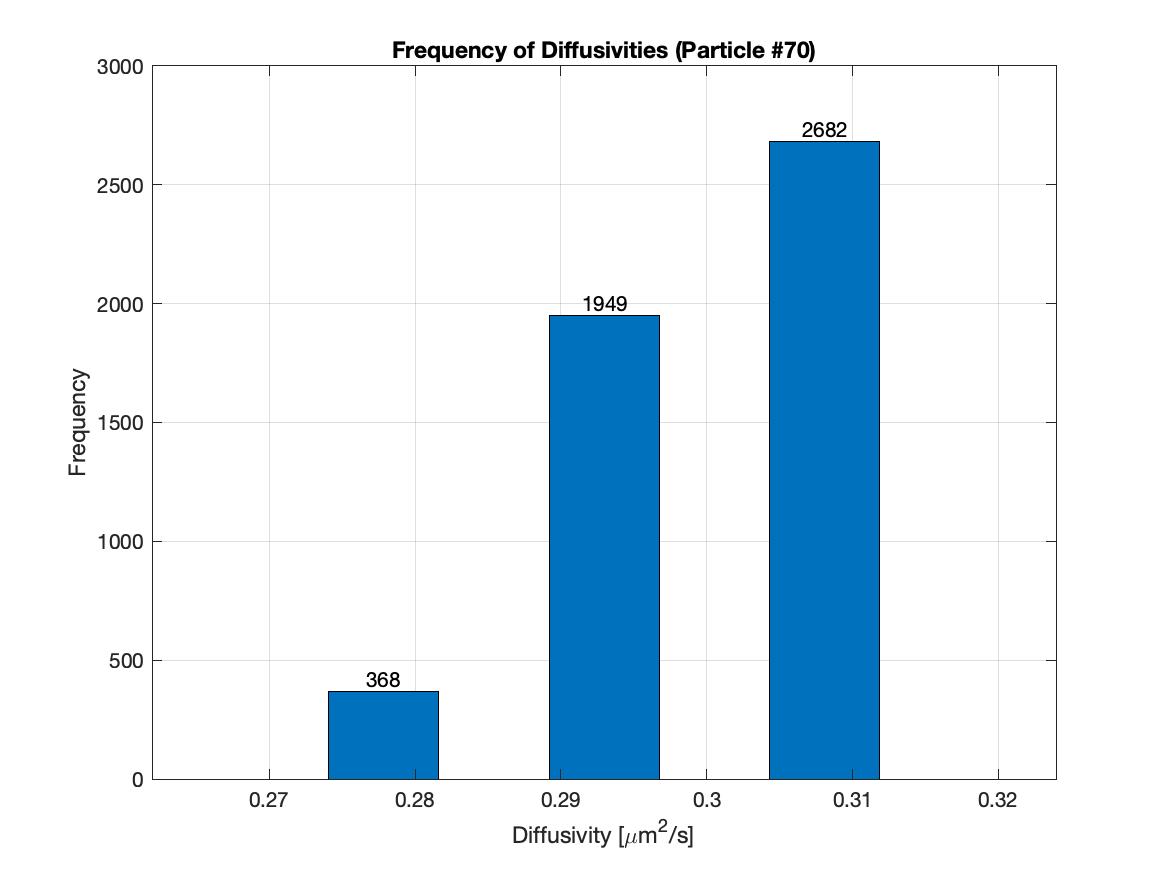 Frequency of Diffusivities (Particle #70)
3000
2500
2000
1500
1000
500
0
Frequency
368
1949
2682
0.27 0.28 0.29 0.3 0.31 0.32
Diffusivity [μm²/s]